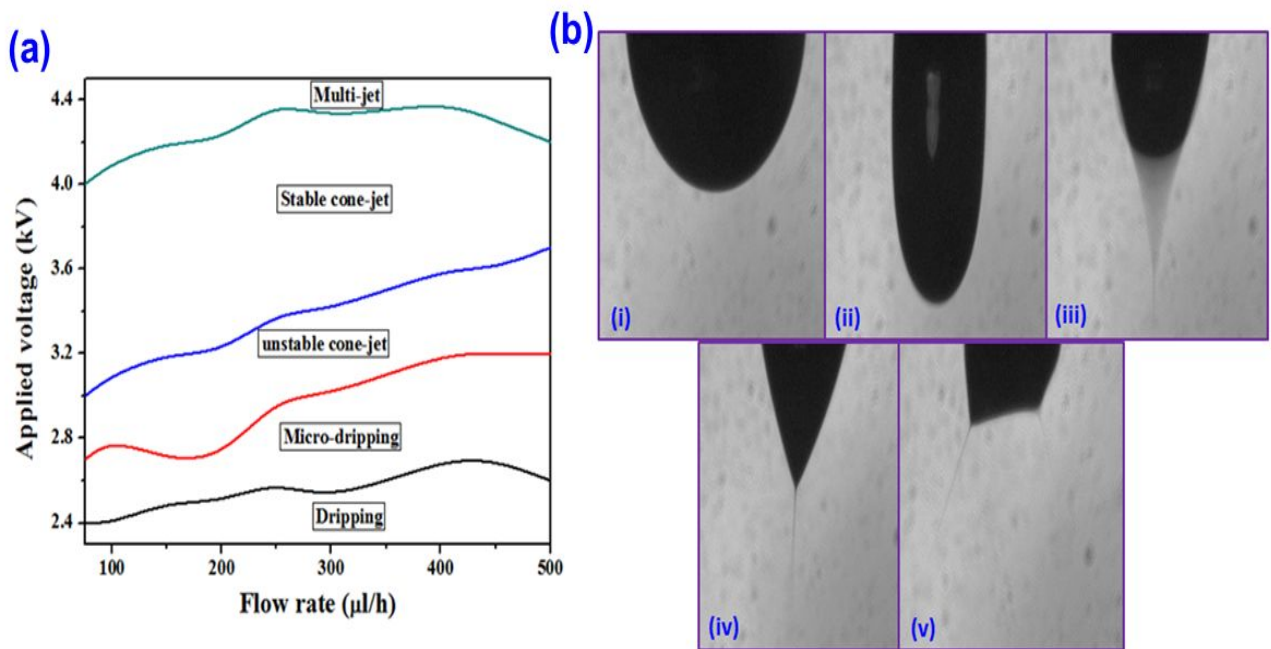 (a)
4.4
4.0
3.6
3.2
2.8
2.4
Applied voltage (kV)
Multi-jet
Stable cone-jet
unstable cone-jet
Micro-dripping
Dripping
100 200 300 400 500
Flow rate (μl/h)
(b)
(i)
(ii)
(iii)
(iv)
(v)